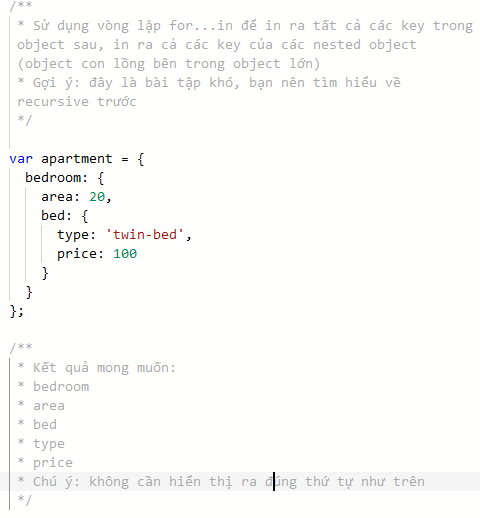 /**
* Sử dụng vòng lặp for...in để in ra tất cả các key trong
object sau, in ra cả các key của các nested object
(object con lồng bên trong object lớn)
* Gợi ý: đây là bài tập khó, bạn nên tìm hiểu về
recursive trước
*/
var apartment = {
bedroom: {
area: 20,
bed: {
type: 'twin-bed',
price: 100
}
}
};
/**
* Kết quả mong muốn:
* bedroom
* area
* bed
* type
* price
* Chú ý: không cần hiển thị ra đúng thứ tự như trên
*/